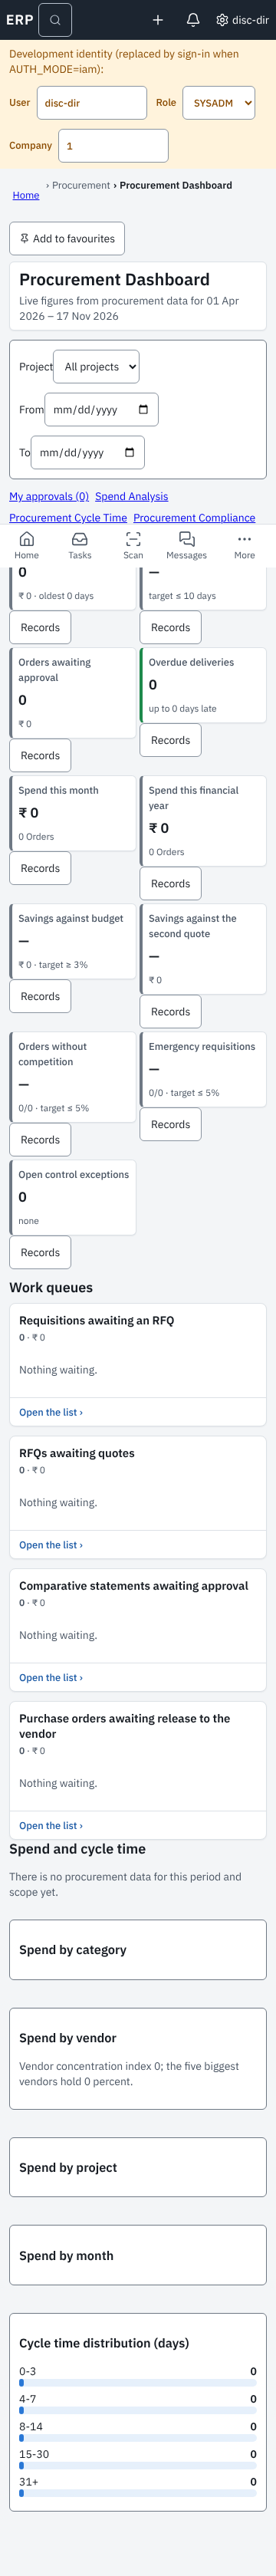 ERP
disc-dir
Development identity (replaced by sign-in when
AUTH_MODE=iam):
User disc-dir Role SYSADM
Company 1
Home › Procurement › Procurement Dashboard
Add to favourites
Procurement Dashboard
Live figures from procurement data for 01 Apr
2026 – 17 Nov 2026
Project All projects
From mm/dd/yyyy
To mm/dd/yyyy
My approvals (0) Spend Analysis
Procurement Cycle Time Procurement Compliance
Home Tasks Scan Messages More
0
₹ 0 · oldest 0 days
Records
—
target ≤ 10 days
Records
Orders awaiting
approval
0
₹ 0
Records
Overdue deliveries
0
up to 0 days late
Records
Spend this month
₹ 0
0 Orders
Records
Spend this financial
year
₹ 0
0 Orders
Records
Savings against budget
—
₹ 0 · target ≥ 3%
Records
Savings against the
second quote
—
₹ 0
Records
Orders without
competition
—
0/0 · target ≤ 5%
Records
Emergency requisitions
—
0/0 · target ≤ 5%
Records
Open control exceptions
0
none
Records
Work queues
Requisitions awaiting an RFQ
0 · ₹ 0
Nothing waiting.
Open the list ›
RFQs awaiting quotes
0 · ₹ 0
Nothing waiting.
Open the list ›
Comparative statements awaiting approval
0 · ₹ 0
Nothing waiting.
Open the list ›
Purchase orders awaiting release to the
vendor
0 · ₹ 0
Nothing waiting.
Open the list ›
Spend and cycle time
There is no procurement data for this period and
scope yet.
Spend by category
Spend by vendor
Vendor concentration index 0; the five biggest
vendors hold 0 percent.
Spend by project
Spend by month
Cycle time distribution (days)
0-3 0
4-7 0
8-14 0
15-30 0
31+ 0